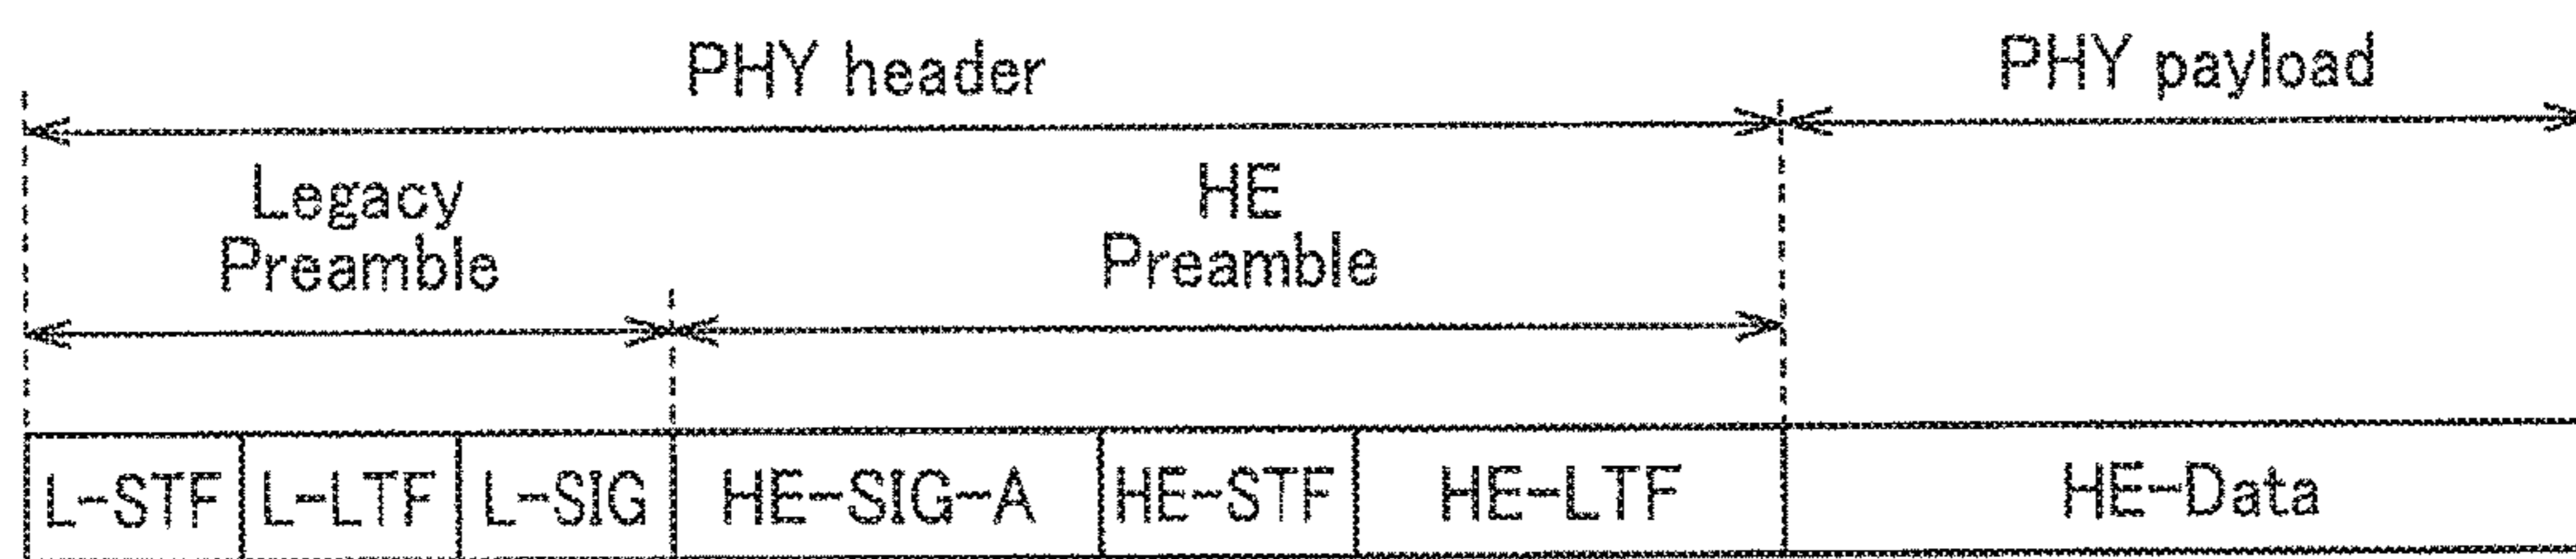 PHY header
PHY payload
Legacy
Preamble
HE
Preamble
L-STF
L-LTF
L-SIG
HE-SIG-A
HE-STF
HE-LTF
HE-Data